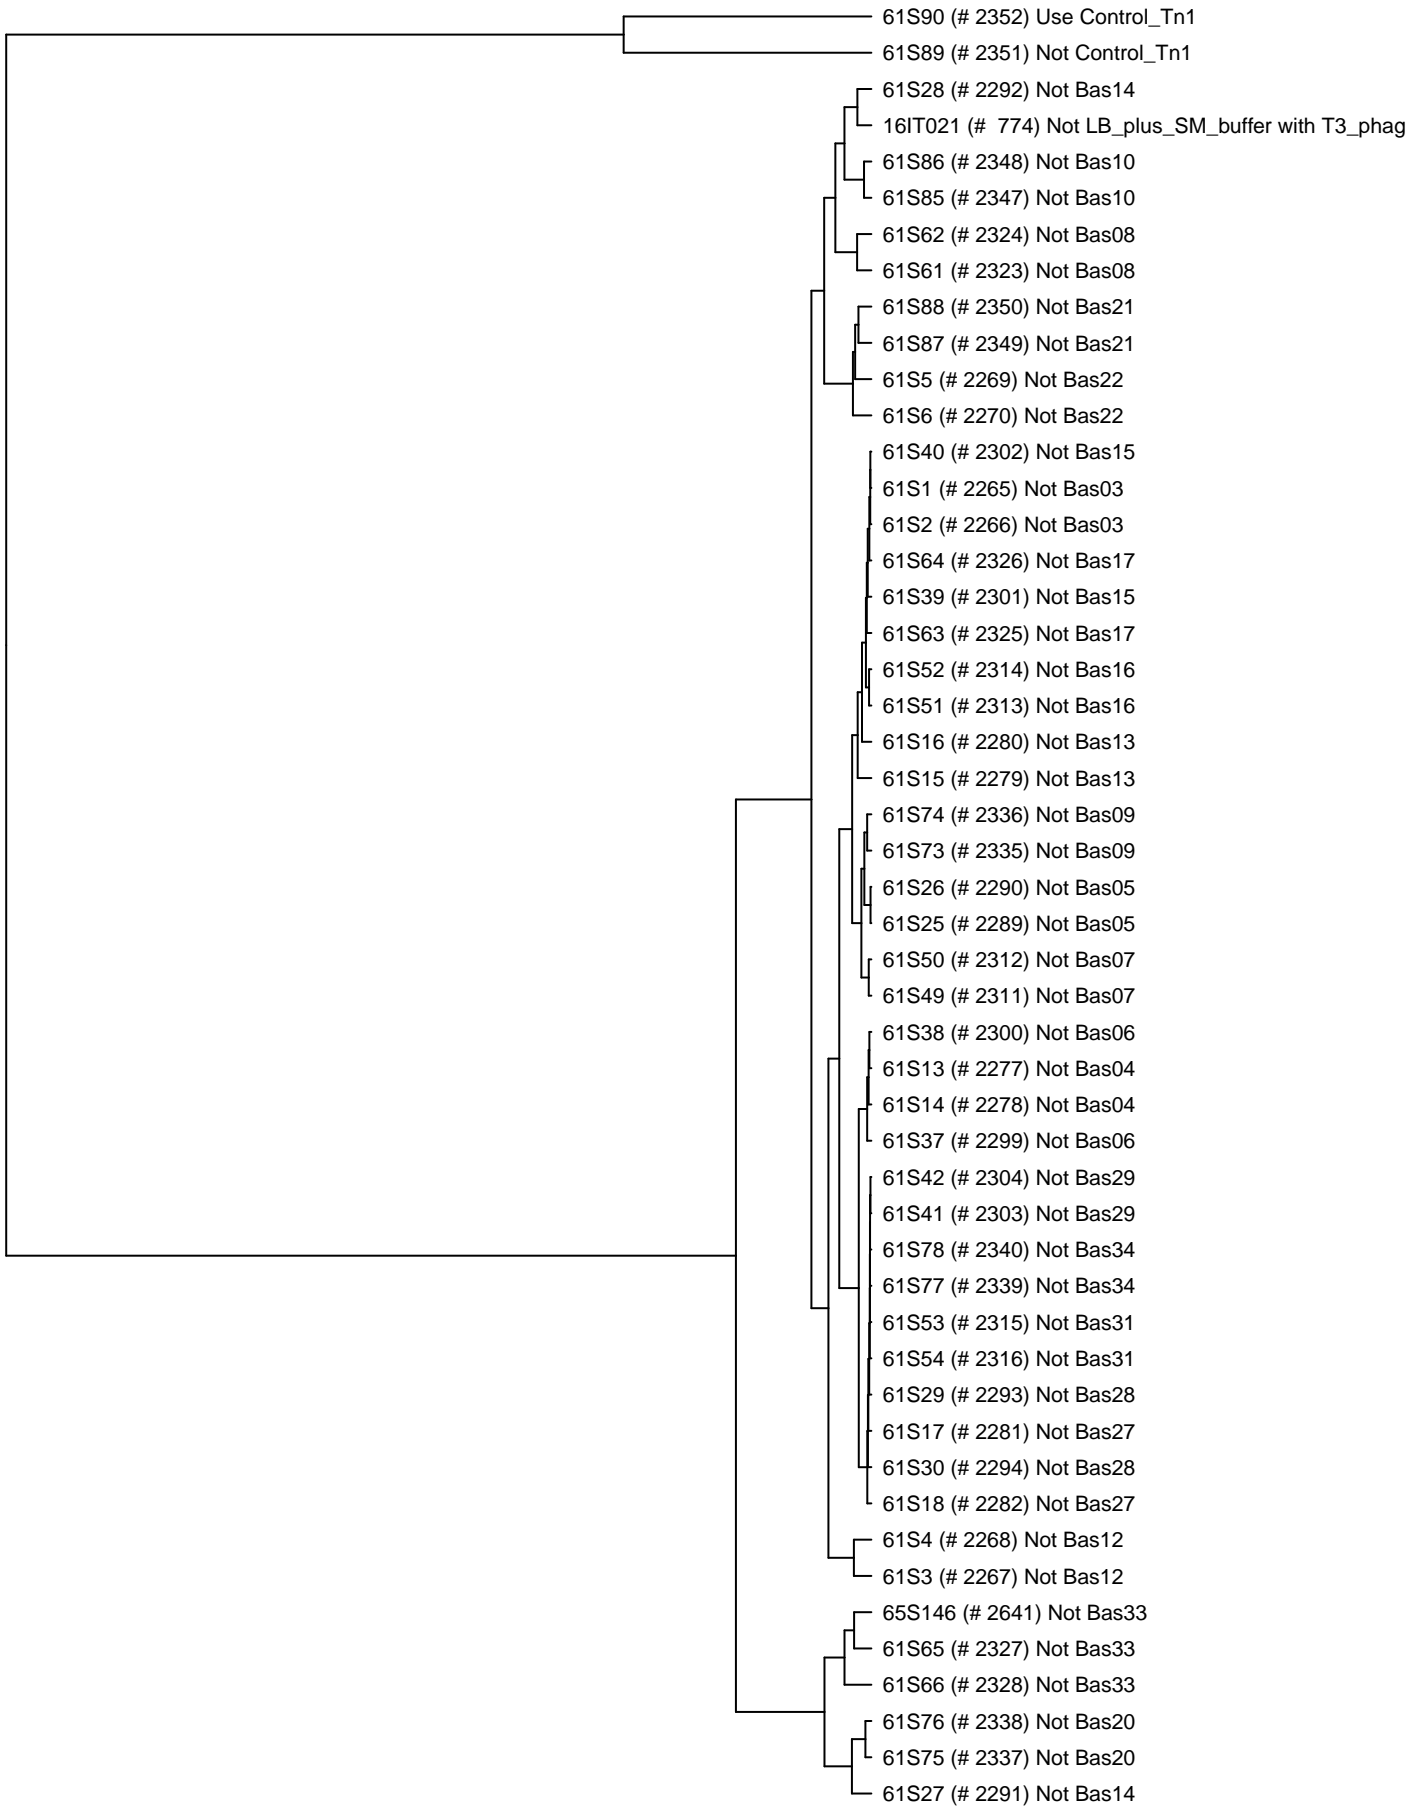 61S90 (# 2352) Use Control_Tn1
61S89 (# 2351) Not Control_Tn1
61S28 (# 2292) Not Bas14
16IT021 (#  774) Not LB_plus_SM_buffer with T3_phag
61S86 (# 2348) Not Bas10
61S85 (# 2347) Not Bas10
61S62 (# 2324) Not Bas08
61S61 (# 2323) Not Bas08
61S88 (# 2350) Not Bas21
61S87 (# 2349) Not Bas21
61S5 (# 2269) Not Bas22
61S6 (# 2270) Not Bas22
61S40 (# 2302) Not Bas15
61S1 (# 2265) Not Bas03
61S2 (# 2266) Not Bas03
61S64 (# 2326) Not Bas17
61S39 (# 2301) Not Bas15
61S63 (# 2325) Not Bas17
61S52 (# 2314) Not Bas16
61S51 (# 2313) Not Bas16
61S16 (# 2280) Not Bas13
61S15 (# 2279) Not Bas13
61S74 (# 2336) Not Bas09
61S73 (# 2335) Not Bas09
61S26 (# 2290) Not Bas05
61S25 (# 2289) Not Bas05
61S50 (# 2312) Not Bas07
61S49 (# 2311) Not Bas07
61S38 (# 2300) Not Bas06
61S13 (# 2277) Not Bas04
61S14 (# 2278) Not Bas04
61S37 (# 2299) Not Bas06
61S42 (# 2304) Not Bas29
61S41 (# 2303) Not Bas29
61S78 (# 2340) Not Bas34
61S77 (# 2339) Not Bas34
61S53 (# 2315) Not Bas31
61S54 (# 2316) Not Bas31
61S29 (# 2293) Not Bas28
61S17 (# 2281) Not Bas27
61S30 (# 2294) Not Bas28
61S18 (# 2282) Not Bas27
61S4 (# 2268) Not Bas12
61S3 (# 2267) Not Bas12
65S146 (# 2641) Not Bas33
61S65 (# 2327) Not Bas33
61S66 (# 2328) Not Bas33
61S76 (# 2338) Not Bas20
61S75 (# 2337) Not Bas20
61S27 (# 2291) Not Bas14